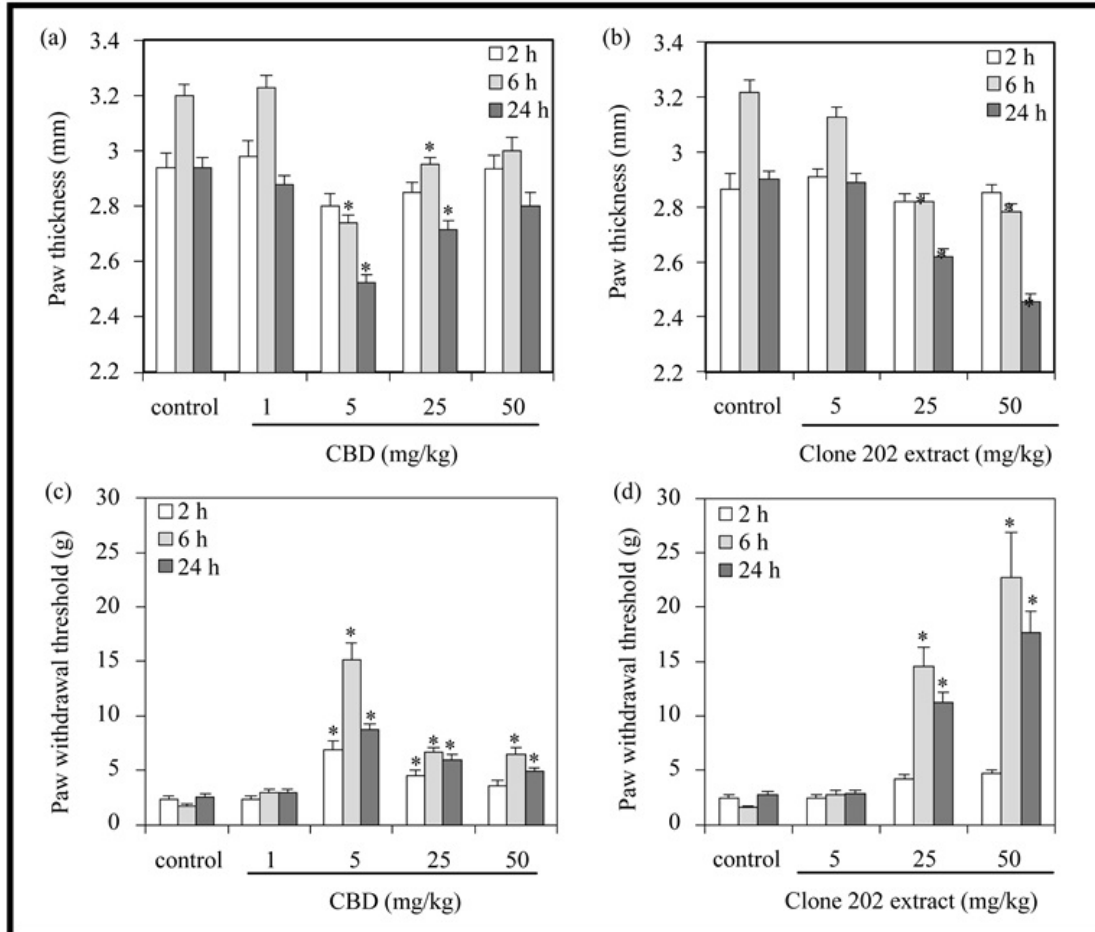 (a)
3.4
3.2
3
2.8
2.6
2.4
2.2
Paw thickness (mm)
2 h
6 h
24 h
*
*
*
*
control 1 5 25 50
CBD (mg/kg)
(b)
3.4
3.2
3
2.8
2.6
2.4
2.2
Paw thickness (mm)
2 h
6 h
24 h
*
*
*
*
control 5 25 50
Clone 202 extract (mg/kg)
(c)
30
25
20
15
10
5
0
Paw withdrawal threshold (g)
2 h
6 h
24 h
*
*
*
*
*
*
*
*
control 1 5 25 50
CBD (mg/kg)
(d)
30
25
20
15
10
5
0
Paw withdrawal threshold (g)
2 h
6 h
24 h
*
*
*
*
control 5 25 50
Clone 202 extract (mg/kg)